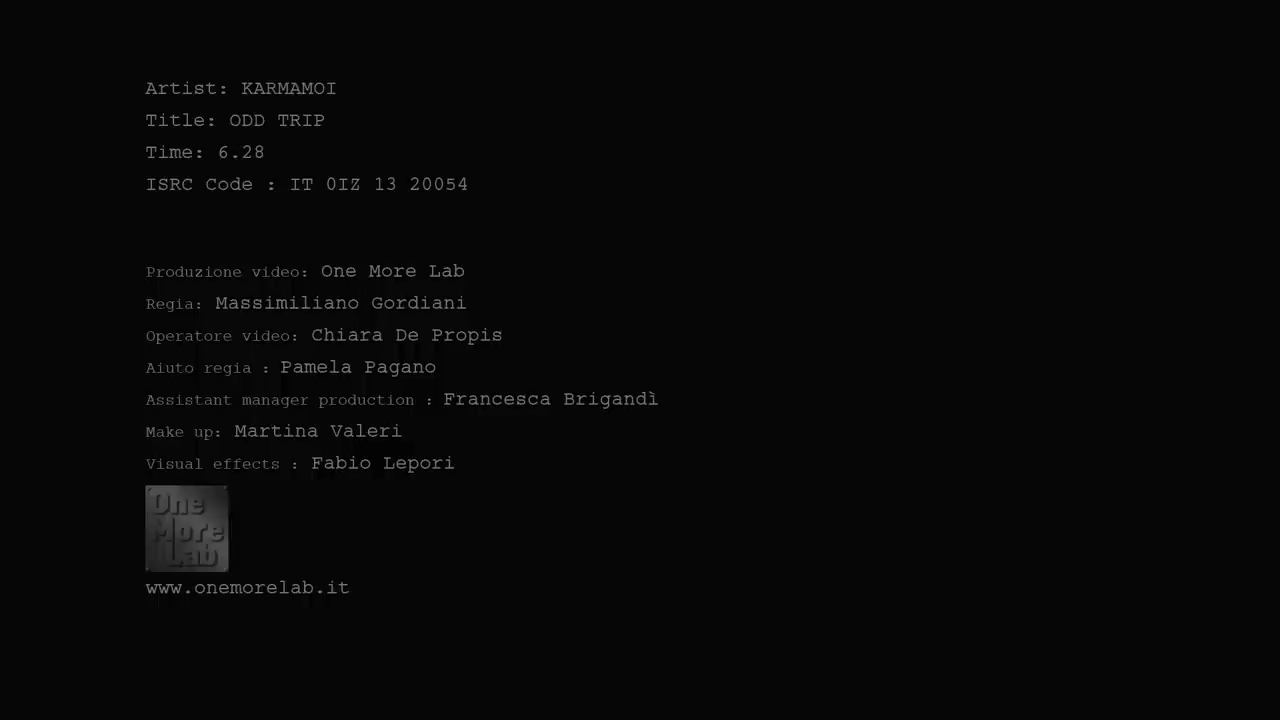 Artist: KARMAMOI
Title: ODD TRIP
Time: 6.28
ISRC Code : IT 0IZ 13 20054
Produzione video: One More Lab
Regia: Massimiliano Gordiani
Operatore video: Chiara De Propis
Aiuto regia : Pamela Pagano
Assistant manager production : Francesca Brigandì
Make up: Martina Valeri
Visual effects : Fabio Lepori
One
More
Lab
www.onemorelab.it